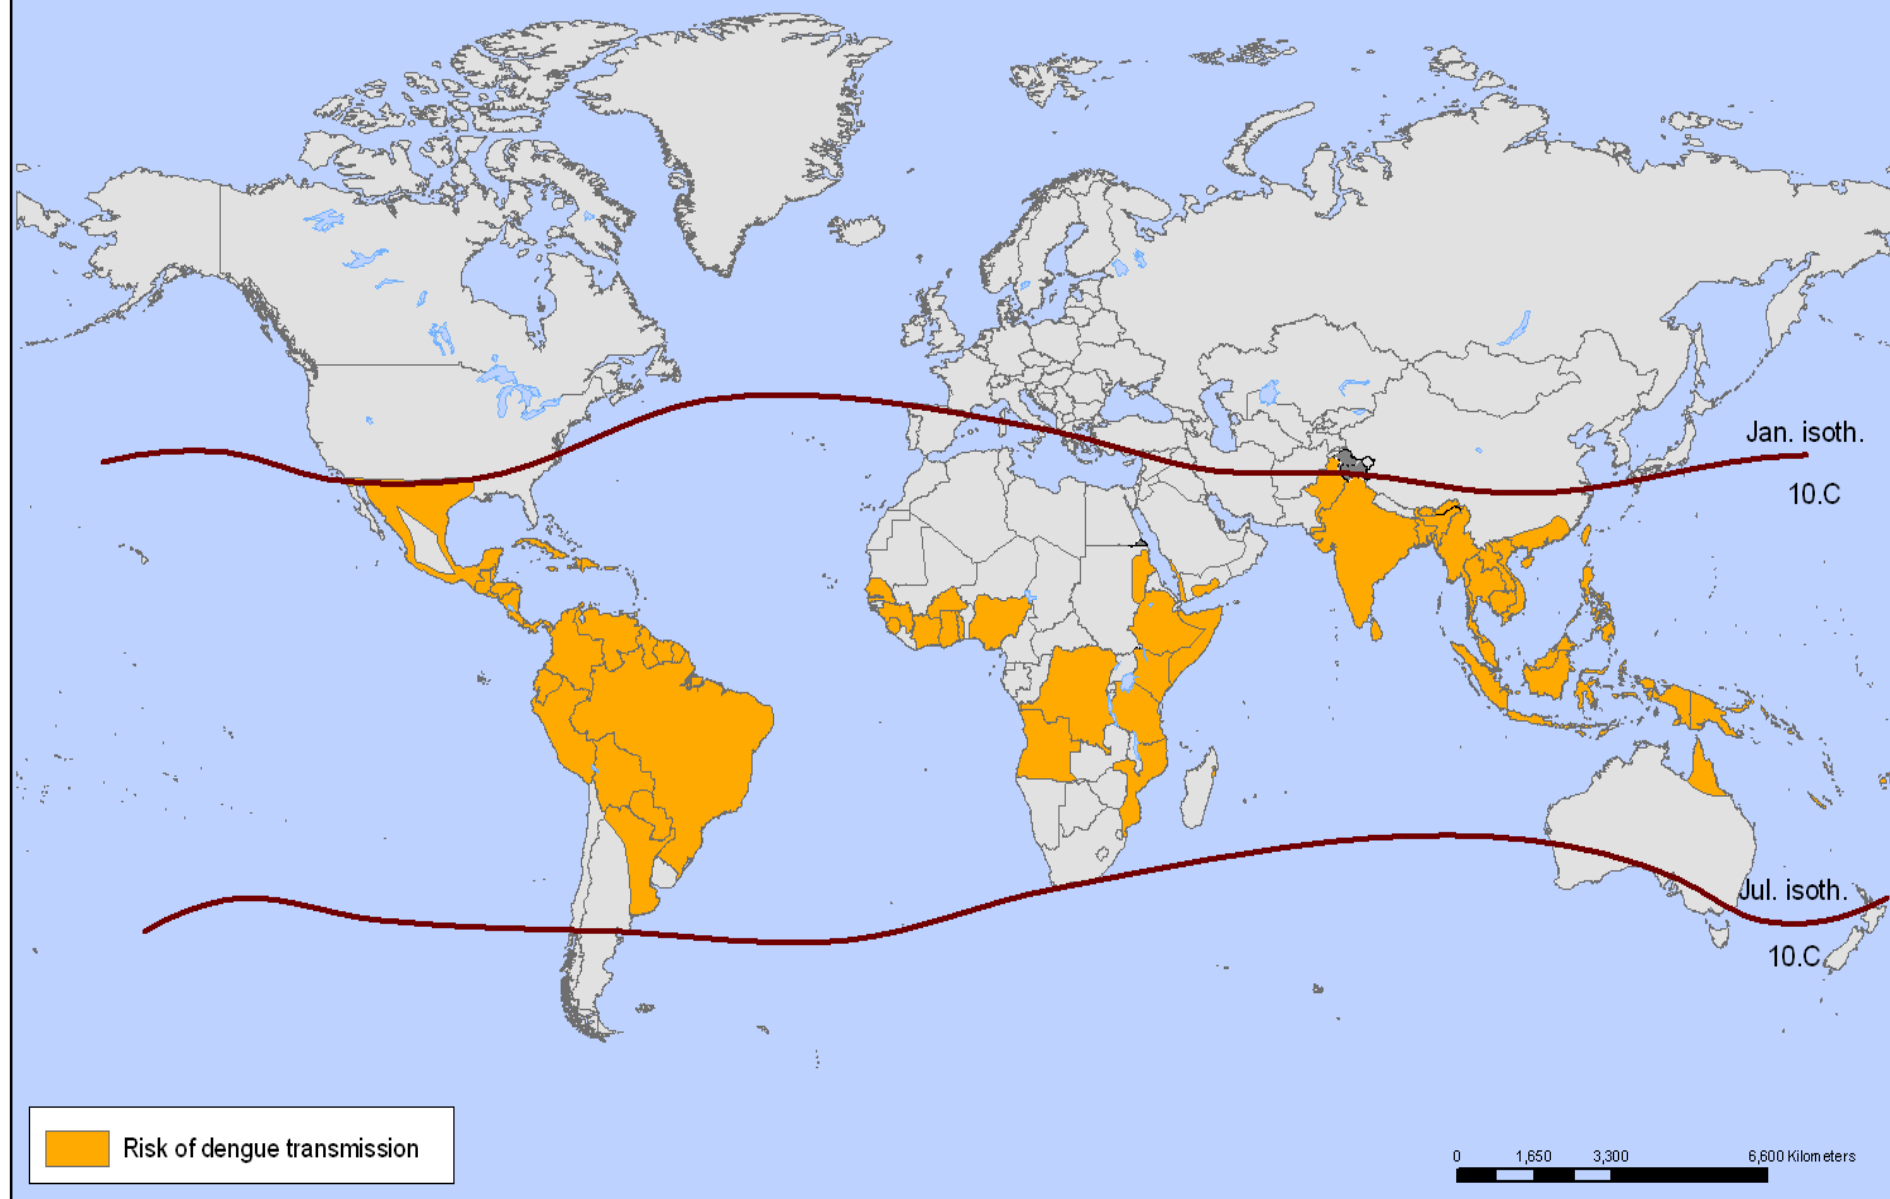 Jan. isoth.
10.C
Jul. isoth.
10.C
Risk of dengue transmission
0 1,650 3,300 6,600 Kilometers